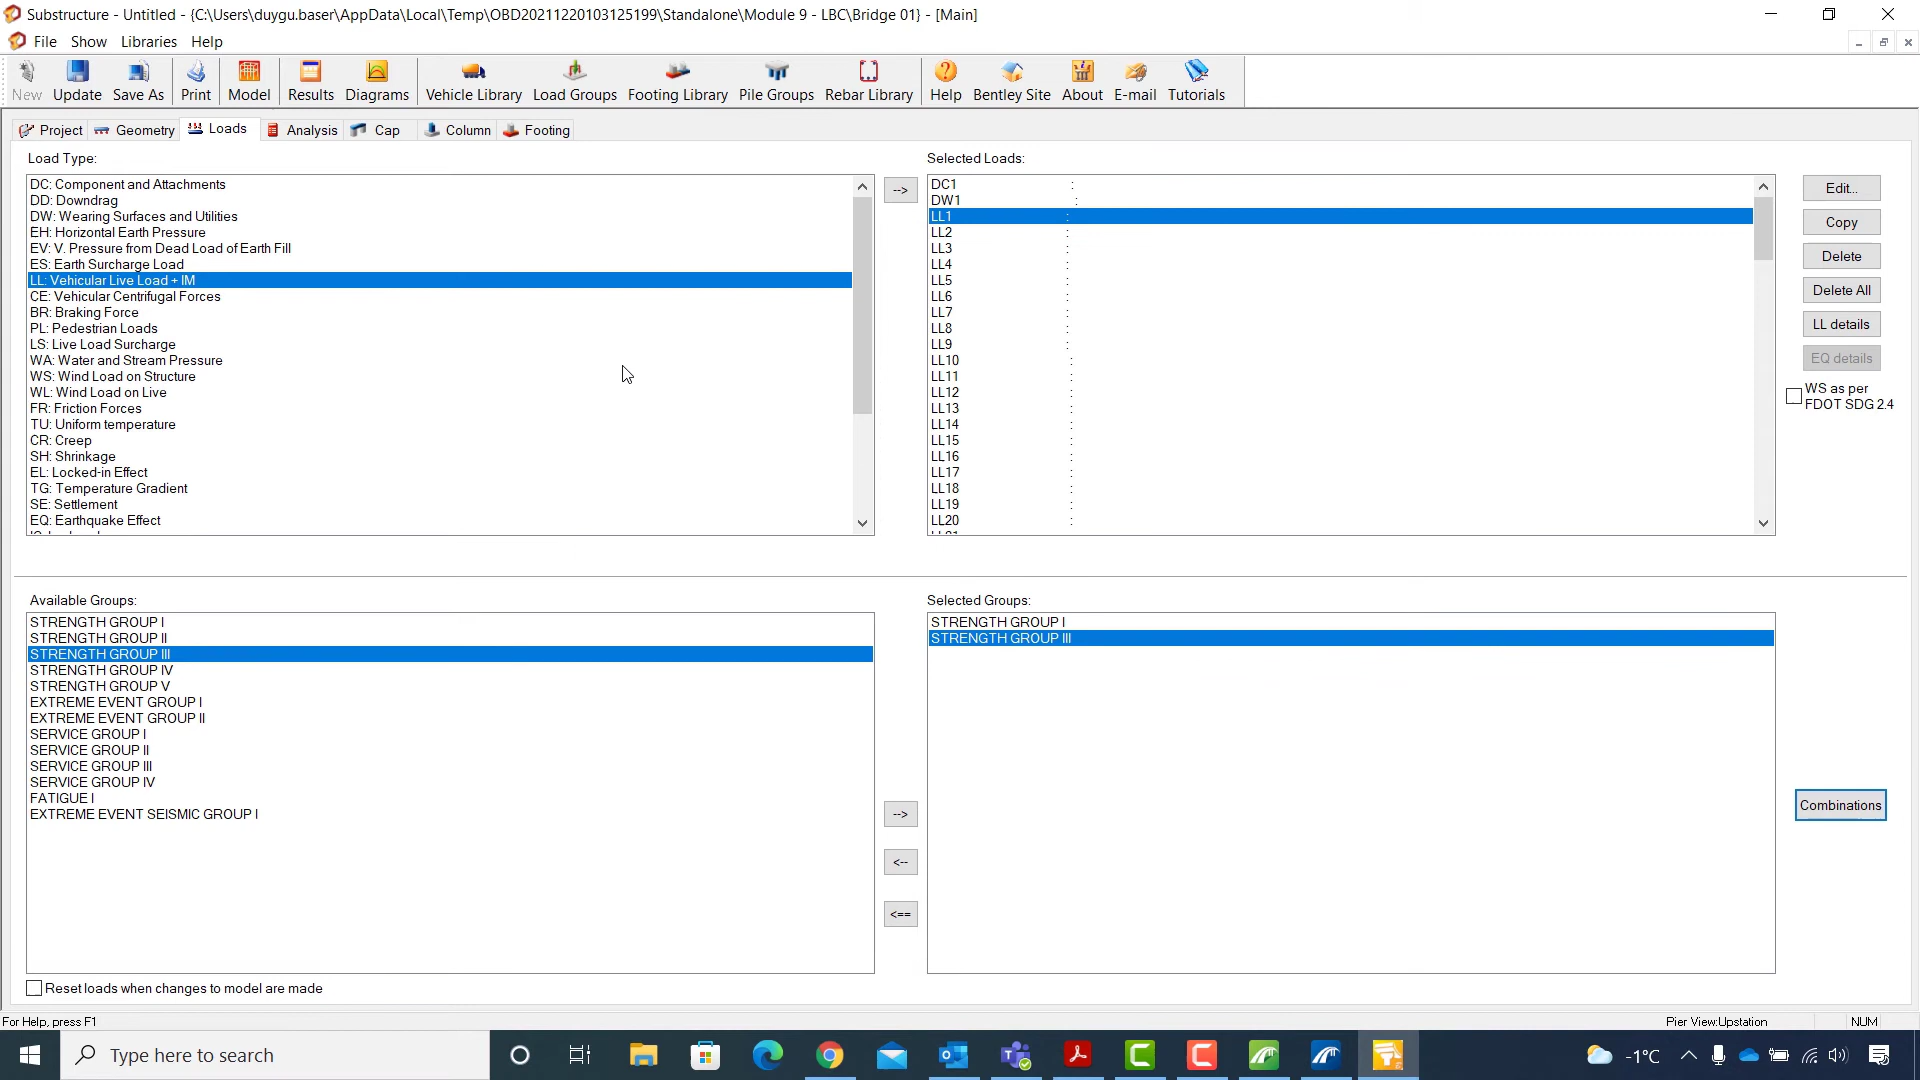 Substructure - Untitled - {C:\Users\duygu.baser\AppData\Local\Temp\OBD20211220103125199\Standalone\Module 9 - LBC\Bridge 01} - [Main]
File Show Libraries Help
New Update Save As Print Model Results Diagrams Vehicle Library Load Groups Footing Library Pile Groups Rebar Library Help Bentley Site About E-mail Tutorials
Project Geometry Loads Analysis Cap Column Footing
Load Type:
DC: Component and Attachments
DD: Downdrag
DW: Wearing Surfaces and Utilities
EH: Horizontal Earth Pressure
EV: V. Pressure from Dead Load of Earth Fill
ES: Earth Surcharge Load
LL: Vehicular Live Load + IM
CE: Vehicular Centrifugal Forces
BR: Braking Force
PL: Pedestrian Loads
LS: Live Load Surcharge
WA: Water and Stream Pressure
WS: Wind Load on Structure
WL: Wind Load on Live
FR: Friction Forces
TU: Uniform temperature
CR: Creep
SH: Shrinkage
EL: Locked-in Effect
TG: Temperature Gradient
SE: Settlement
EQ: Earthquake Effect
-->
Selected Loads:
DC1 :
DW1 :
LL1 :
LL2 :
LL3 :
LL4 :
LL5 :
LL6 :
LL7 :
LL8 :
LL9 :
LL10 :
LL11 :
LL12 :
LL13 :
LL14 :
LL15 :
LL16 :
LL17 :
LL18 :
LL19 :
LL20 :
Edit...
Copy
Delete
Delete All
LL details
EQ details
WS as per
FDOT SDG 2.4
Available Groups:
STRENGTH GROUP I
STRENGTH GROUP II
STRENGTH GROUP III
STRENGTH GROUP IV
STRENGTH GROUP V
EXTREME EVENT GROUP I
EXTREME EVENT GROUP II
SERVICE GROUP I
SERVICE GROUP II
SERVICE GROUP III
SERVICE GROUP IV
FATIGUE I
EXTREME EVENT SEISMIC GROUP I
-->
<--
<==
Selected Groups:
STRENGTH GROUP I
STRENGTH GROUP III
Combinations
Reset loads when changes to model are made
For Help, press F1
Pier View:Upstation NUM
Type here to search
-1°C